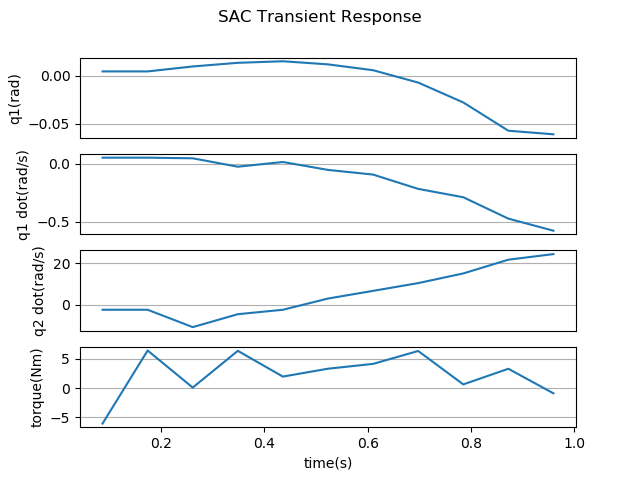 SAC Transient Response
0.00
−0.05
q1(rad)
0.0
−0.5
q1 dot(rad/s)
20
0
q2 dot(rad/s)
5
0
−5
torque(Nm)
0.2 0.4 0.6 0.8 1.0
time(s)